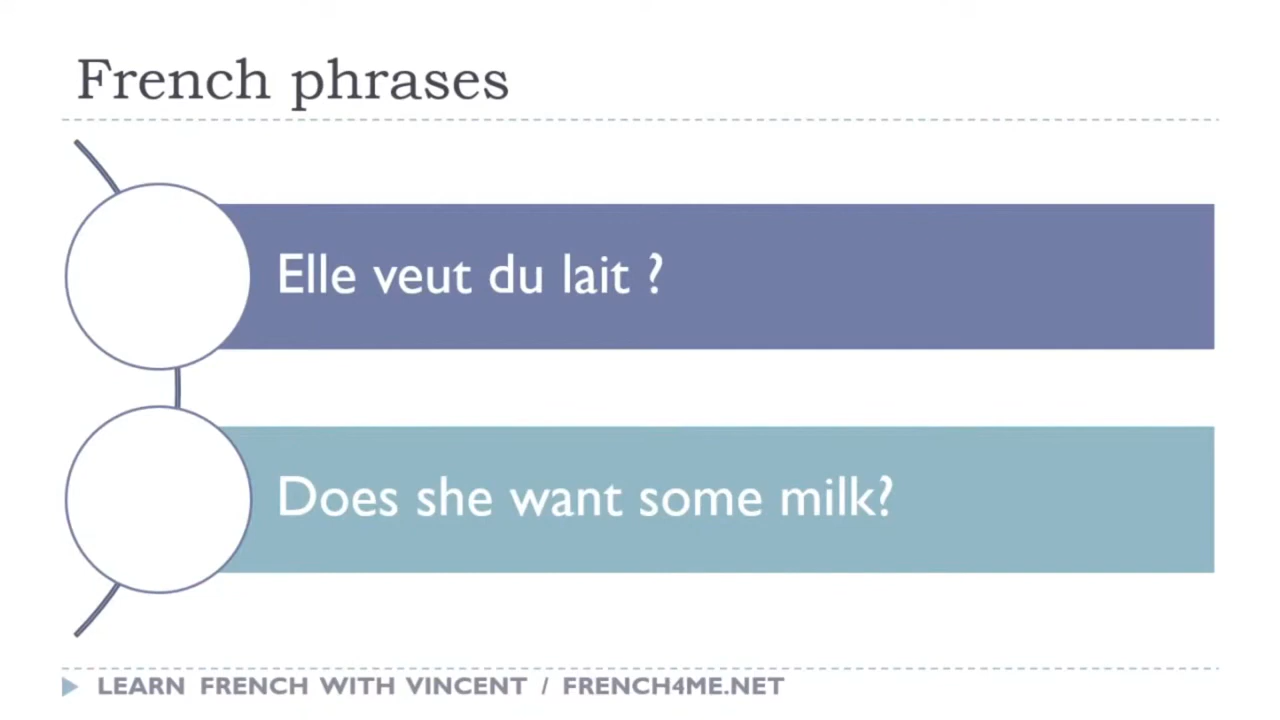 French phrases
Elle veut du lait ?
Does she want some milk?
LEARN FRENCH WITH VINCENT / FRENCH4ME.NET